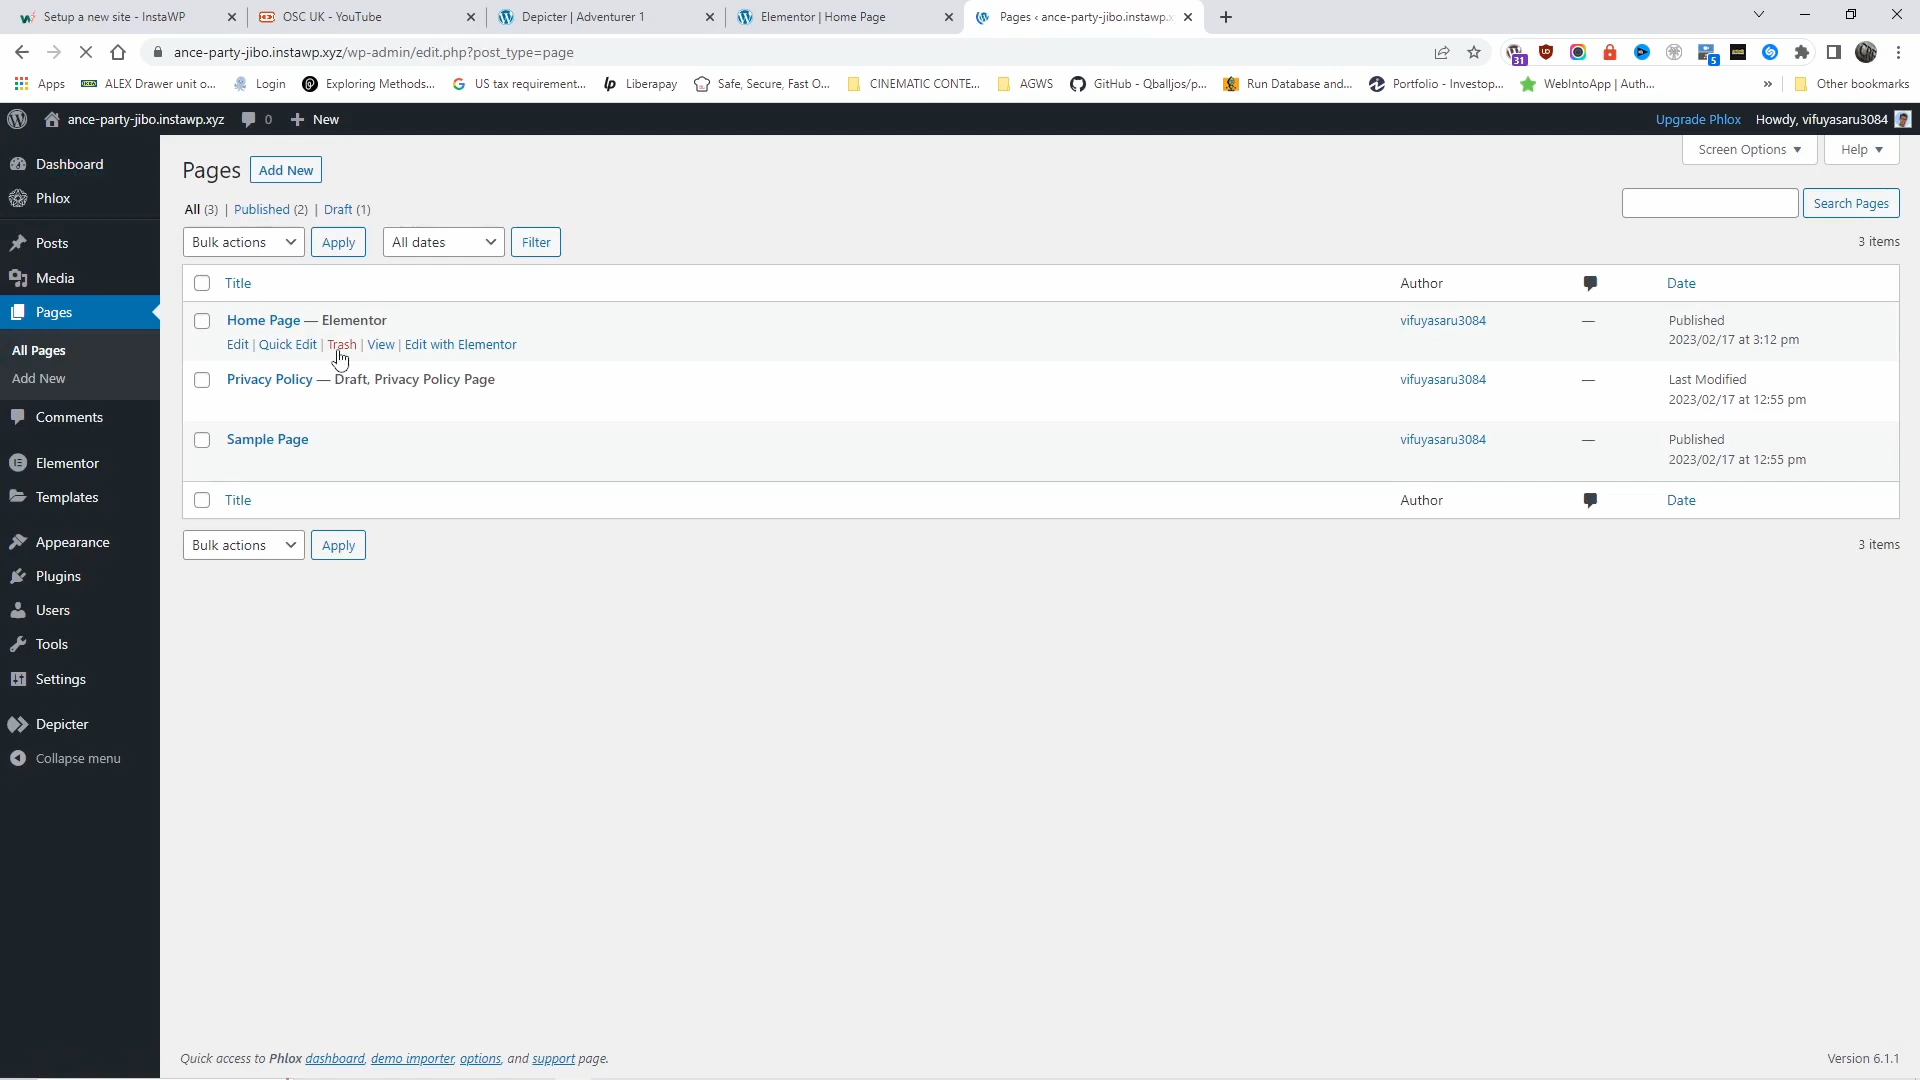 Setup a new site - InstaWP
OSC UK - YouTube
Depicter | Adventurer 1
Elementor | Home Page
Pages ‹ ance-party-jibo.instawp.x
ance-party-jibo.instawp.xyz/wp-admin/edit.php?post_type=page
31
5
Apps
ALEX Drawer unit o...
Login
Exploring Methods...
US tax requirement...
Liberapay
Safe, Secure, Fast O...
CINEMATIC CONTE...
AGWS
GitHub - Qballjos/p...
Run Database and...
Portfolio - Investop...
WebIntoApp | Auth...
»
Other bookmarks
ance-party-jibo.instawp.xyz
0
New
Upgrade Phlox
Howdy, vifuyasaru3084
Dashboard
Phlox
Posts
Media
Pages
All Pages
Add New
Comments
Elementor
Templates
Appearance
Plugins
Users
Tools
Settings
Depicter
Collapse menu
Screen Options
Help
Pages
Add New
All (3) | Published (2) | Draft (1)
Search Pages
Bulk actions
Apply
All dates
Filter
3 items
Title
Author
Date
Home Page — Elementor
Edit | Quick Edit | Trash | View | Edit with Elementor
vifuyasaru3084
—
Published
2023/02/17 at 3:12 pm
Privacy Policy — Draft, Privacy Policy Page
vifuyasaru3084
—
Last Modified
2023/02/17 at 12:55 pm
Sample Page
vifuyasaru3084
—
Published
2023/02/17 at 12:55 pm
Title
Author
Date
Bulk actions
Apply
3 items
Quick access to Phlox dashboard, demo importer, options, and support page.
Version 6.1.1